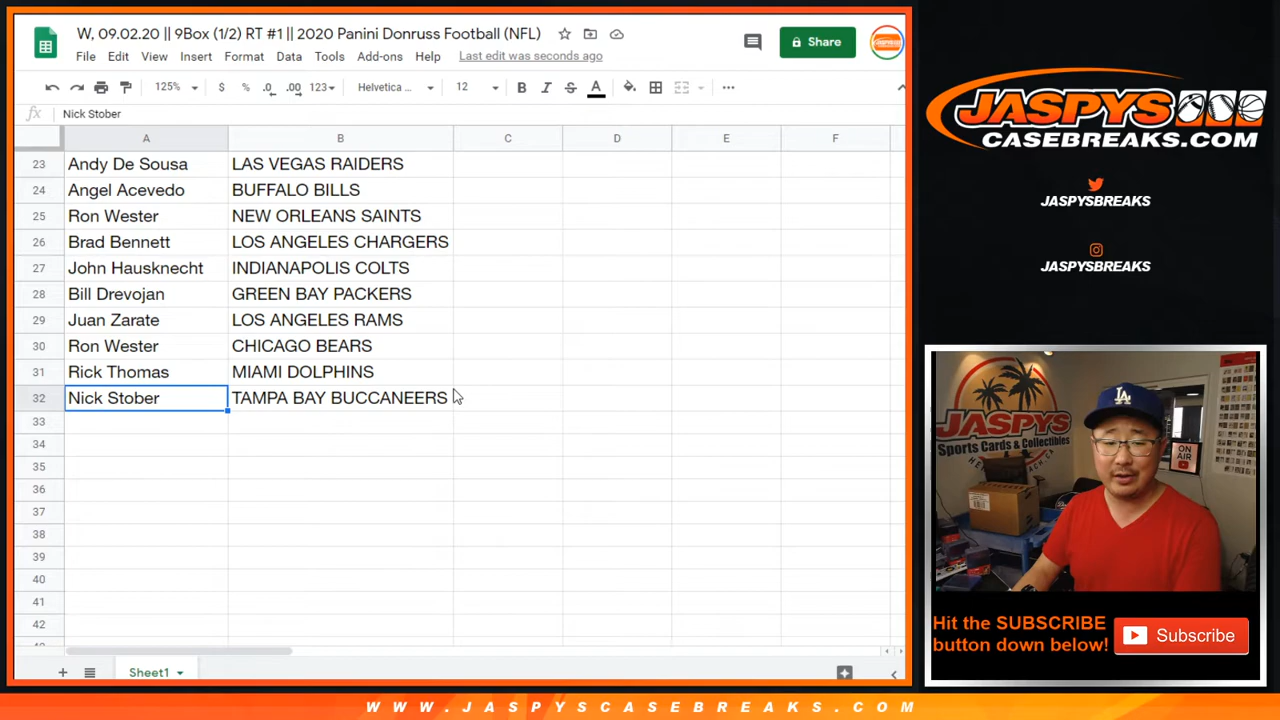 W, 09.02.20 || 9Box (1/2) RT #1 || 2020 Panini Donruss Football (NFL)
File Edit View Insert Format Data Tools Add-ons Help Last edit was seconds ago
Share
125% $ % .0 .00 123 Helvetica ... 12 B I S A
fx Nick Stober
A B C D E F
23 Andy De Sousa LAS VEGAS RAIDERS
24 Angel Acevedo BUFFALO BILLS
25 Ron Wester NEW ORLEANS SAINTS
26 Brad Bennett LOS ANGELES CHARGERS
27 John Hausknecht INDIANAPOLIS COLTS
28 Bill Drevojan GREEN BAY PACKERS
29 Juan Zarate LOS ANGELES RAMS
30 Ron Wester CHICAGO BEARS
31 Rick Thomas MIAMI DOLPHINS
32 Nick Stober TAMPA BAY BUCCANEERS
33
34
35
36
37
38
39
40
41
42
Sheet1
JASPYS
CASEBREAKS.COM
JASPYSBREAKS
JASPYSBREAKS
JASPYS
Sports Cards & Collectibles
LA
ON
AIR
Hit the SUBSCRIBE
button down below!
Subscribe
WWW.JASPYSCASEBREAKS.COM